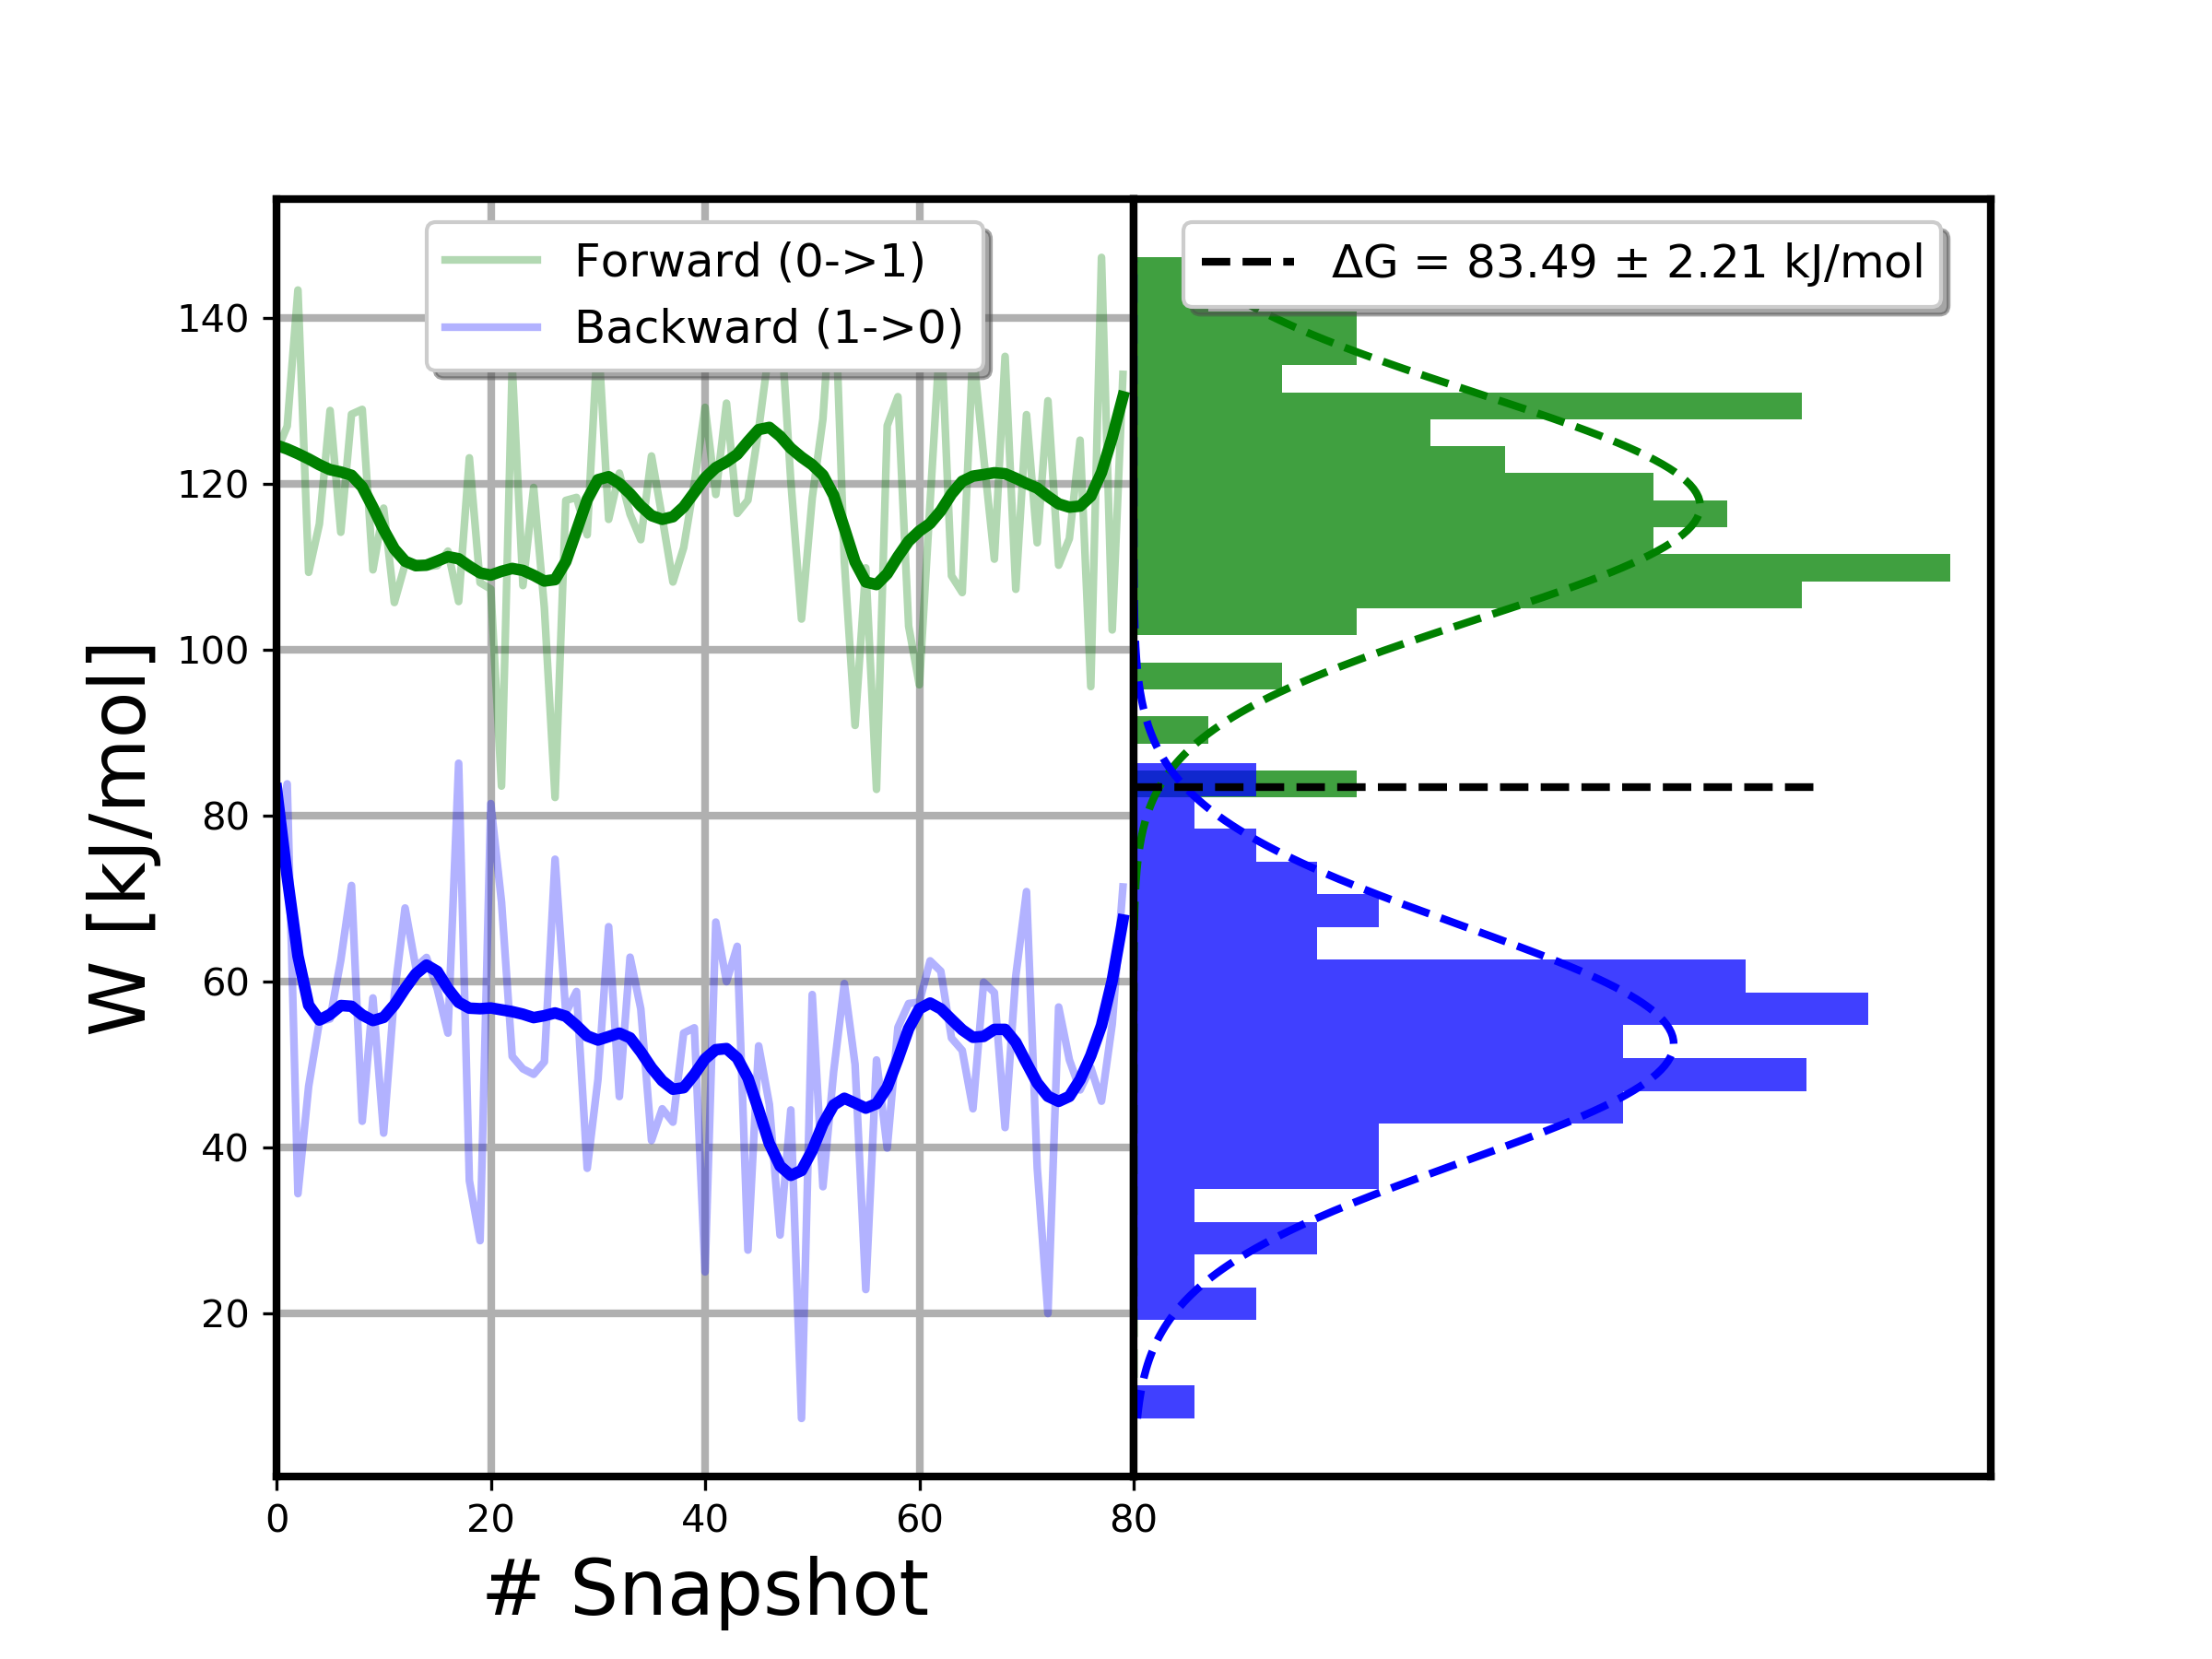 Forward (0->1)
Backward (1->0)
ΔG = 83.49 ± 2.21 kJ/mol
W [kJ/mol]
140
120
100
80
60
40
20
0
20
40
60
80
# Snapshot